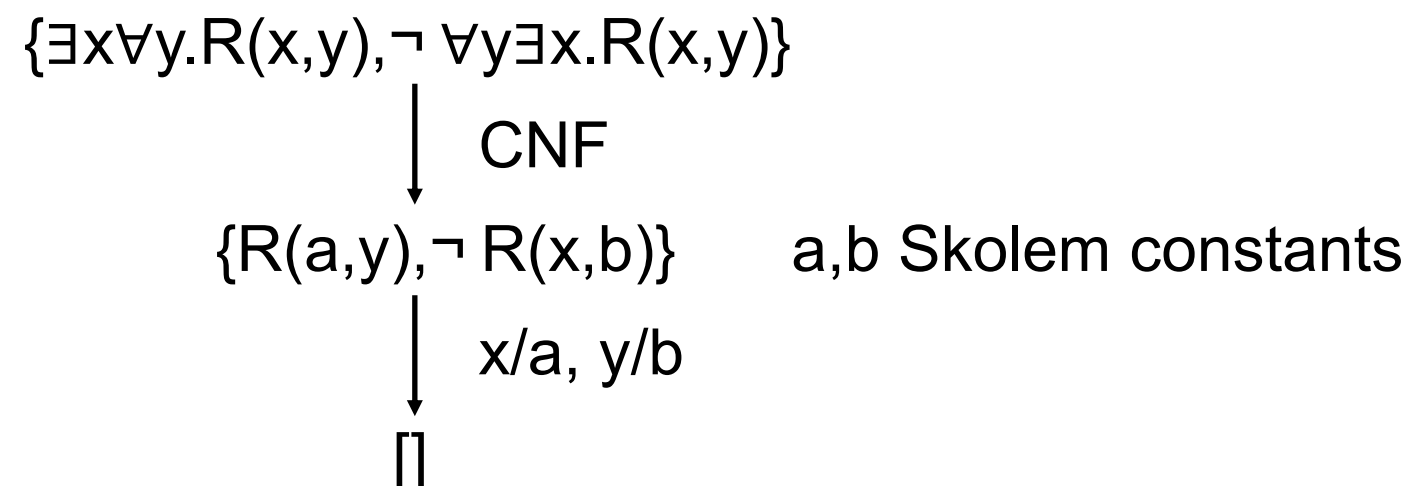 {∃x∀y.R(x,y),¬ ∀y∃x.R(x,y)}
CNF
{R(a,y),¬ R(x,b)} a,b Skolem constants
x/a, y/b
[]